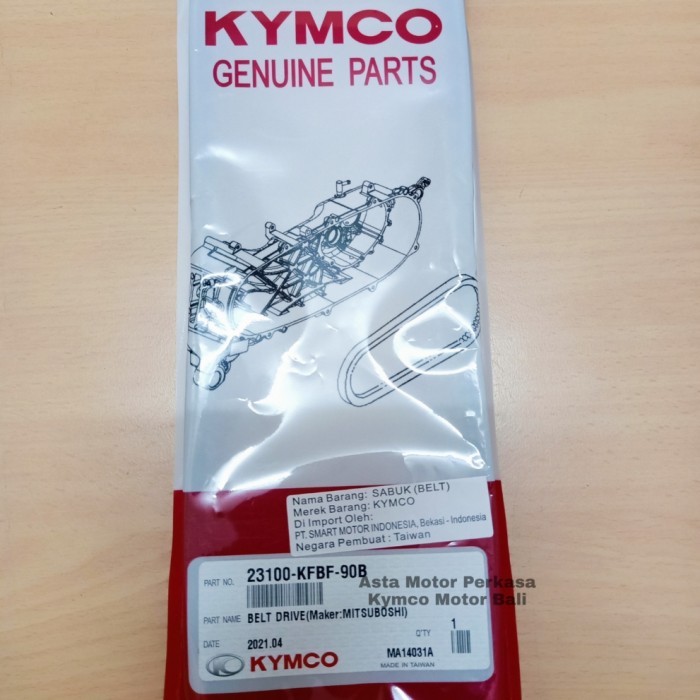 KYMCO
GENUINE PARTS
Nama Barang: SABUK (BELT)
Merek Barang: KYMCO
Di Import Oleh:
PT. SMART MOTOR INDONESIA, Bekasi - Indonesia
Negara Pembuat : Taiwan
PART NO. 23100-KFBF-90B
Asta Motor Perkasa
Kymco Motor Bali
PART NAME BELT DRIVE(Maker:MITSUBOSHI)
Q'TY 1
DATE 2021.04 MA14031A
KYMCO MADE IN TAIWAN